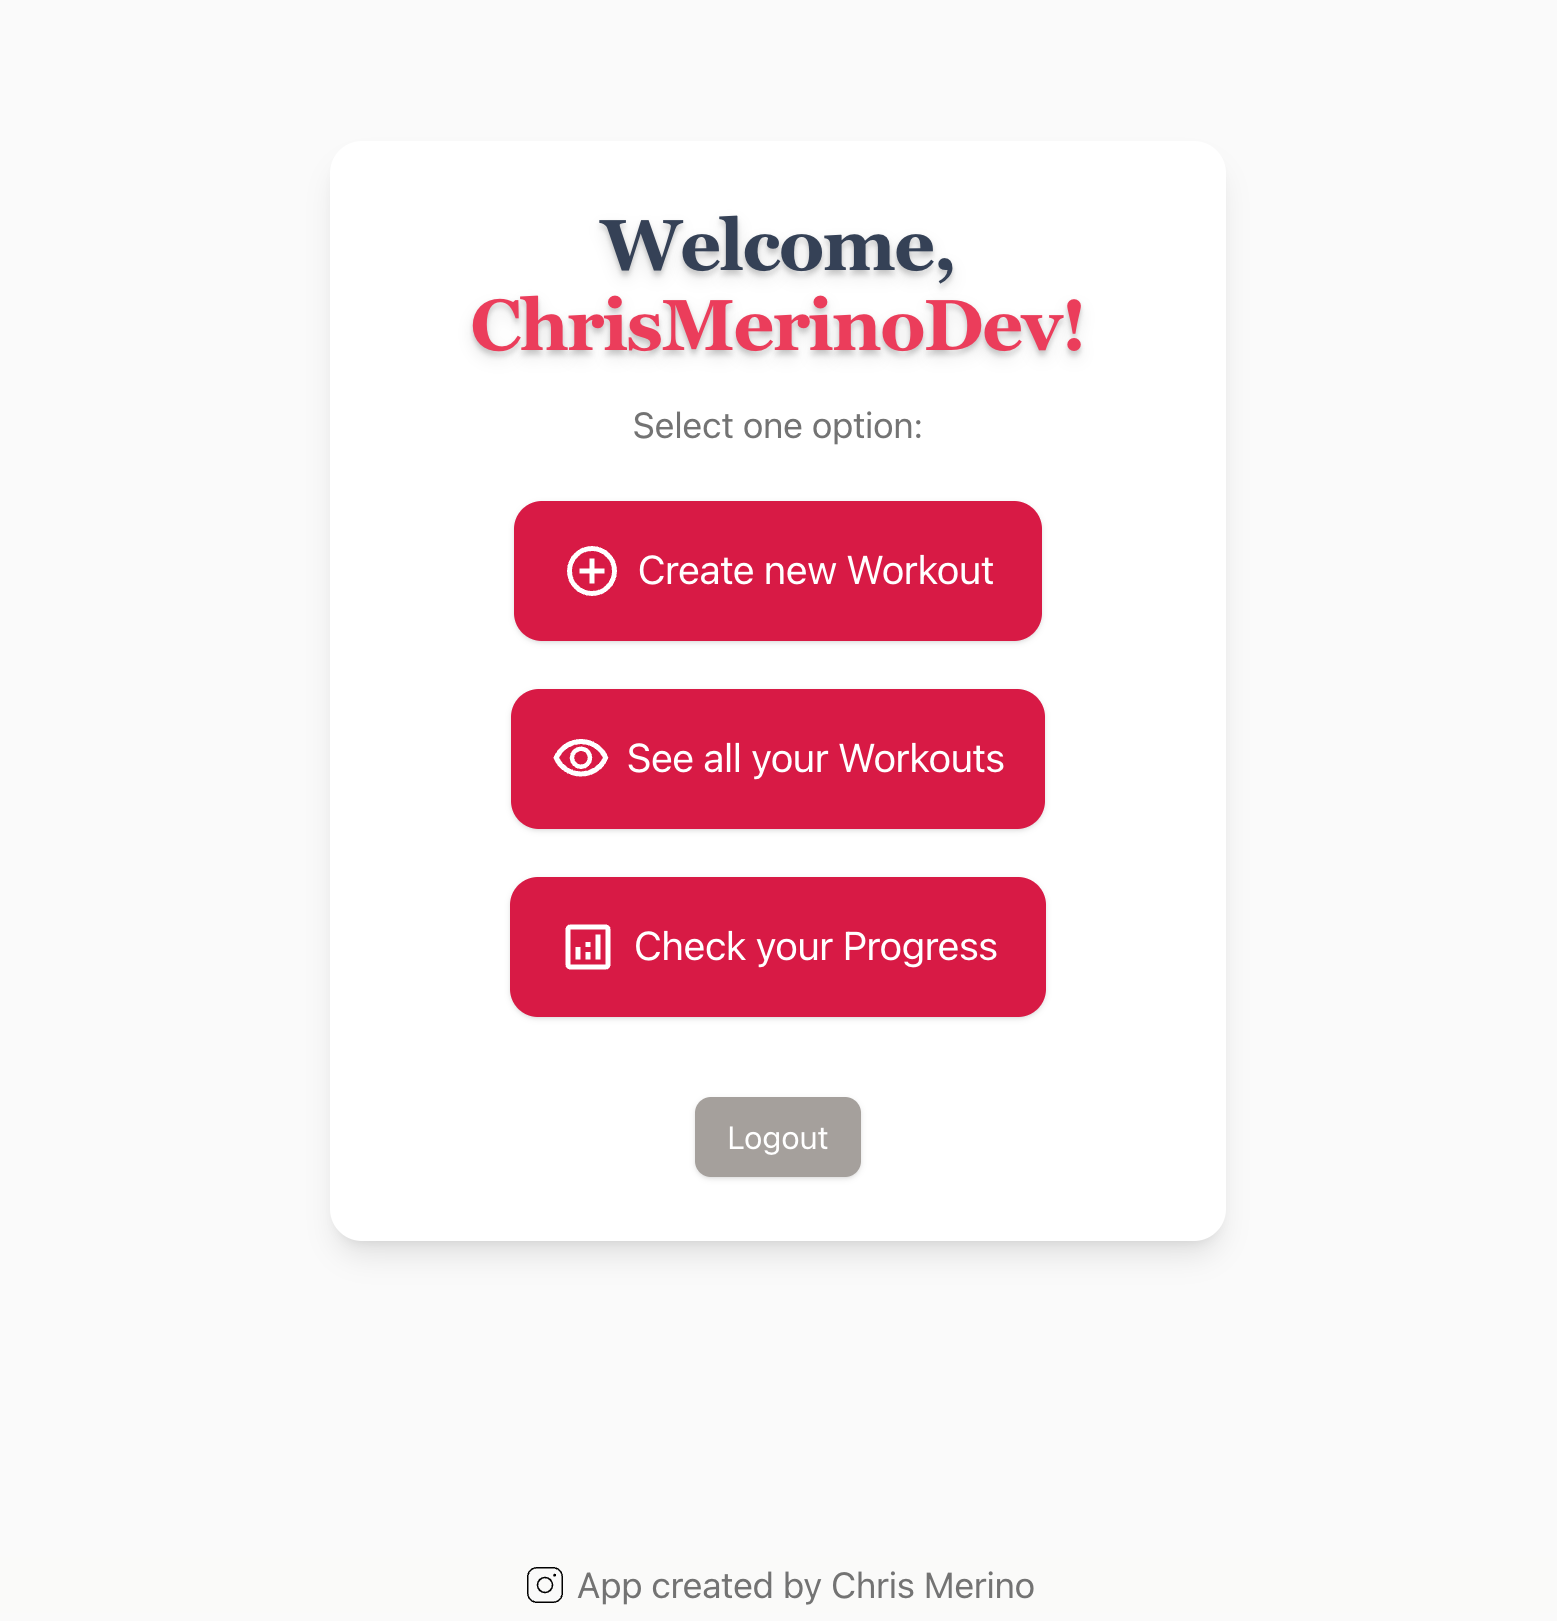 Welcome,
ChrisMerinoDev!
Select one option:
Create new Workout
See all your Workouts
Check your Progress
Logout
App created by Chris Merino